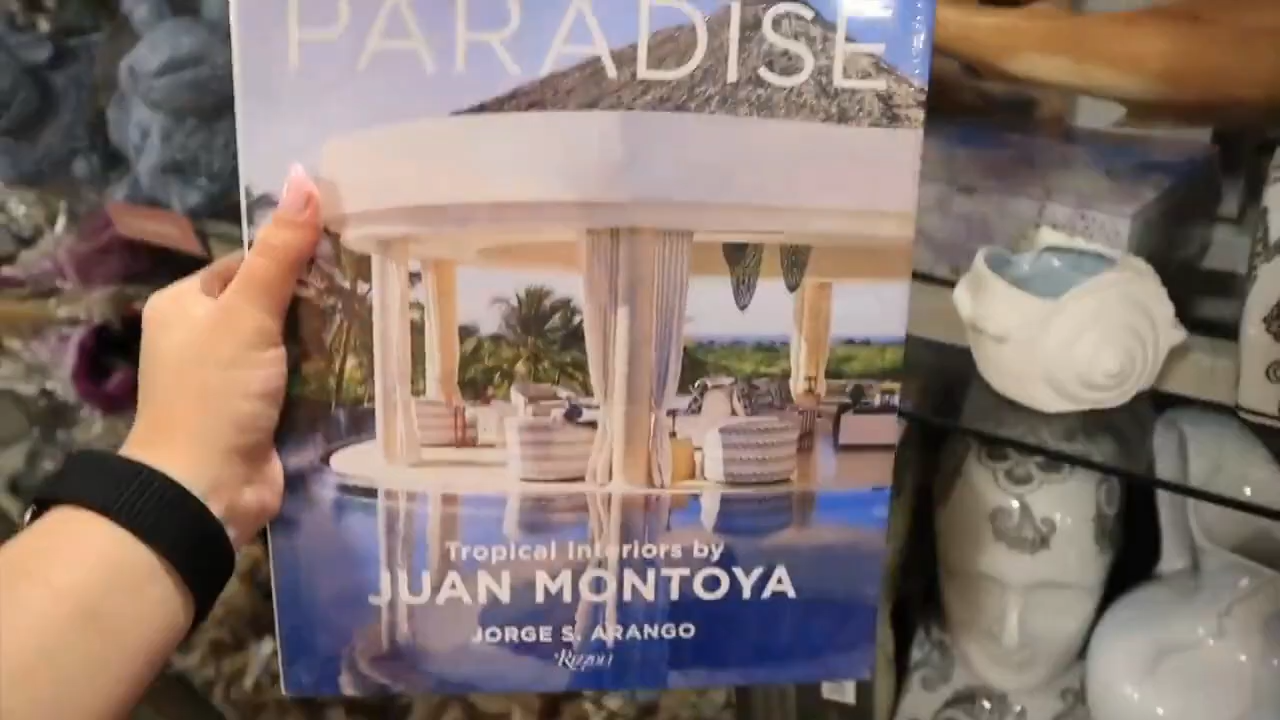 PARADISE
Tropical Interiors by
JUAN MONTOYA
JORGE S. ARANGO
Rizzoli